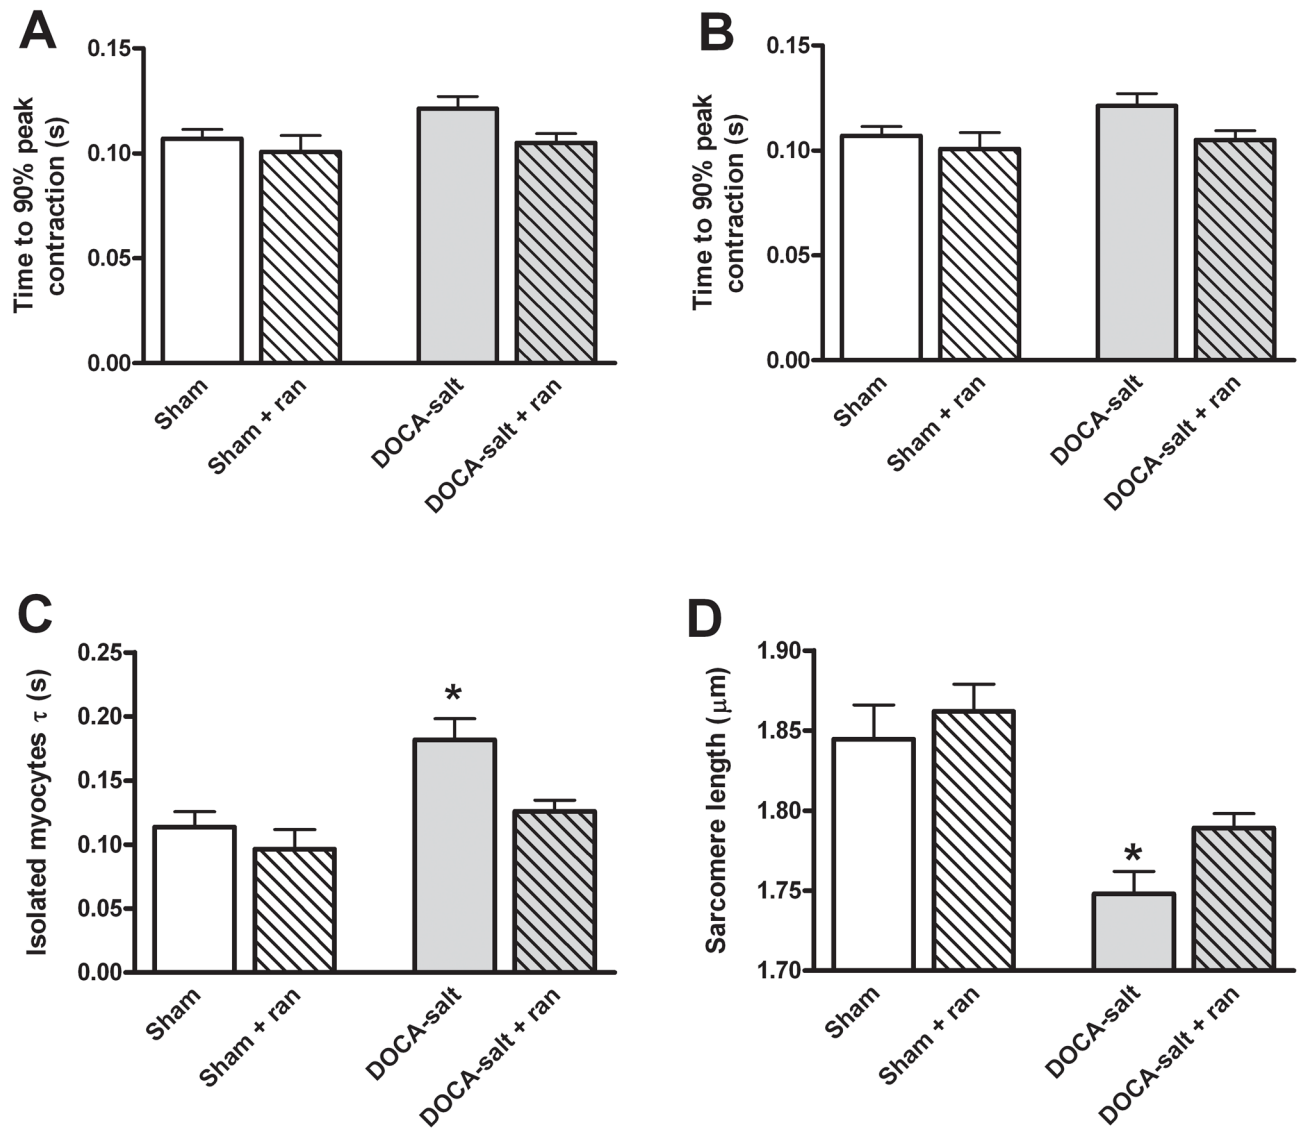 A
Time to 90% peak
contraction (s)
0.15
0.10
0.05
0.00
Sham
Sham + ran
DOCA-salt
DOCA-salt + ran
B
Time to 90% peak
contraction (s)
0.15
0.10
0.05
0.00
Sham
Sham + ran
DOCA-salt
DOCA-salt + ran
C
Isolated myocytes τ (s)
0.25
0.20
0.15
0.10
0.05
0.00
*
Sham
Sham + ran
DOCA-salt
DOCA-salt + ran
D
Sarcomere length (μm)
1.90
1.85
1.80
1.75
1.70
*
Sham
Sham + ran
DOCA-salt
DOCA-salt + ran